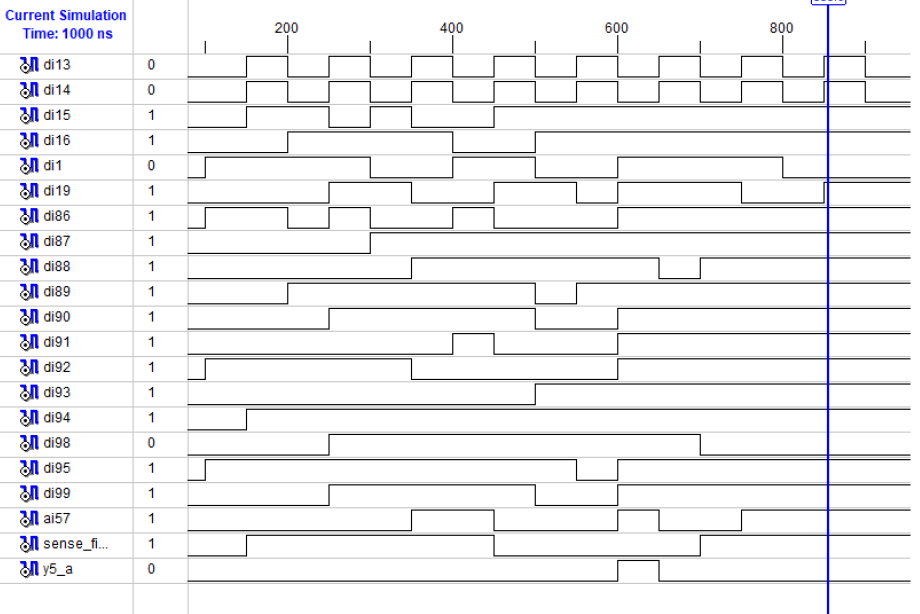 Current Simulation
Time: 1000 ns
200 400 600 800
di13 0
di14 0
di15 1
di16 1
di1 0
di19 1
di86 1
di87 1
di88 1
di89 1
di90 1
di91 1
di92 1
di93 1
di94 1
di98 0
di95 1
di99 1
ai57 1
sense_fi... 1
y5_a 0